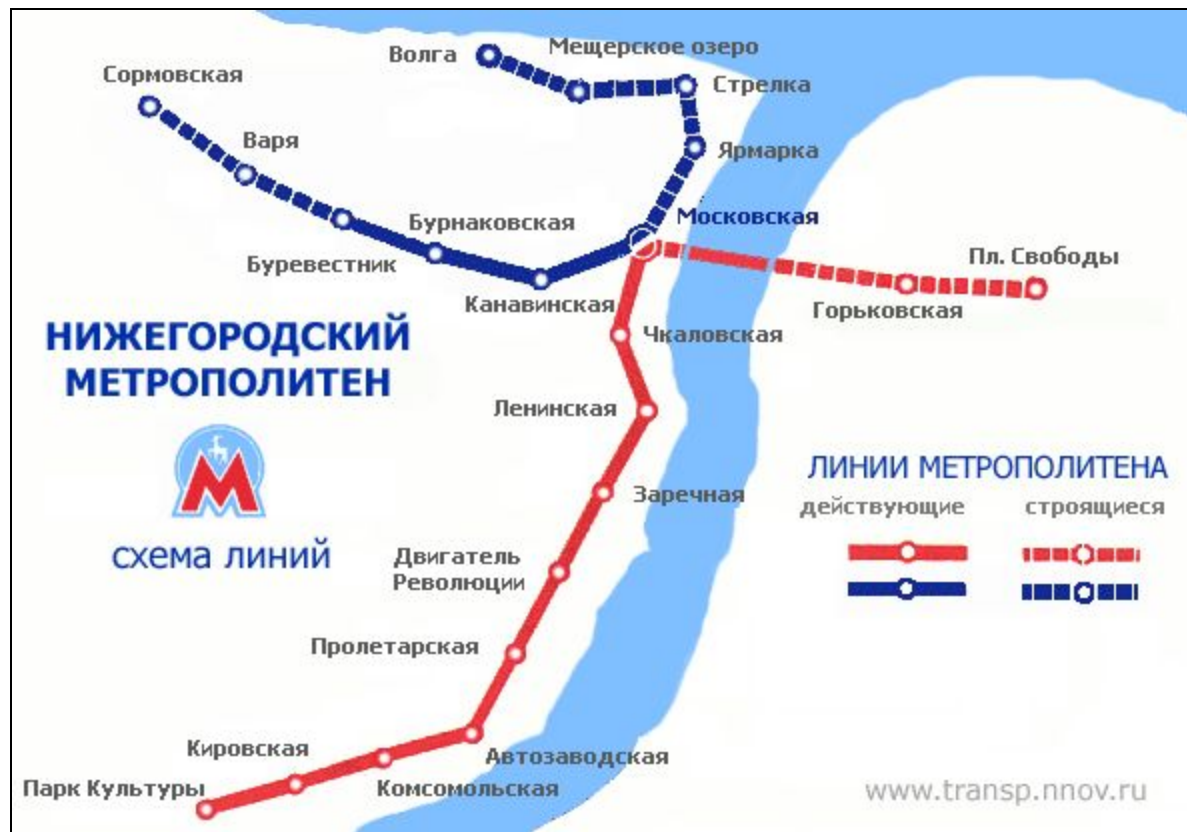 Волга
Мещерское озеро
Сормовская
Стрелка
Варя
Ярмарка
Московская
Бурнаковская
Буревестник
Канавинская
Пл. Свободы
Горьковская
НИЖЕГОРОДСКИЙ
МЕТРОПОЛИТЕН
М
схема линий
Чкаловская
Ленинская
Заречная
Двигатель
Революции
Пролетарская
Автозаводская
Кировская
Комсомольская
Парк Культуры
ЛИНИИ МЕТРОПОЛИТЕНА
действующие строящиеся
www.transp.nnov.ru